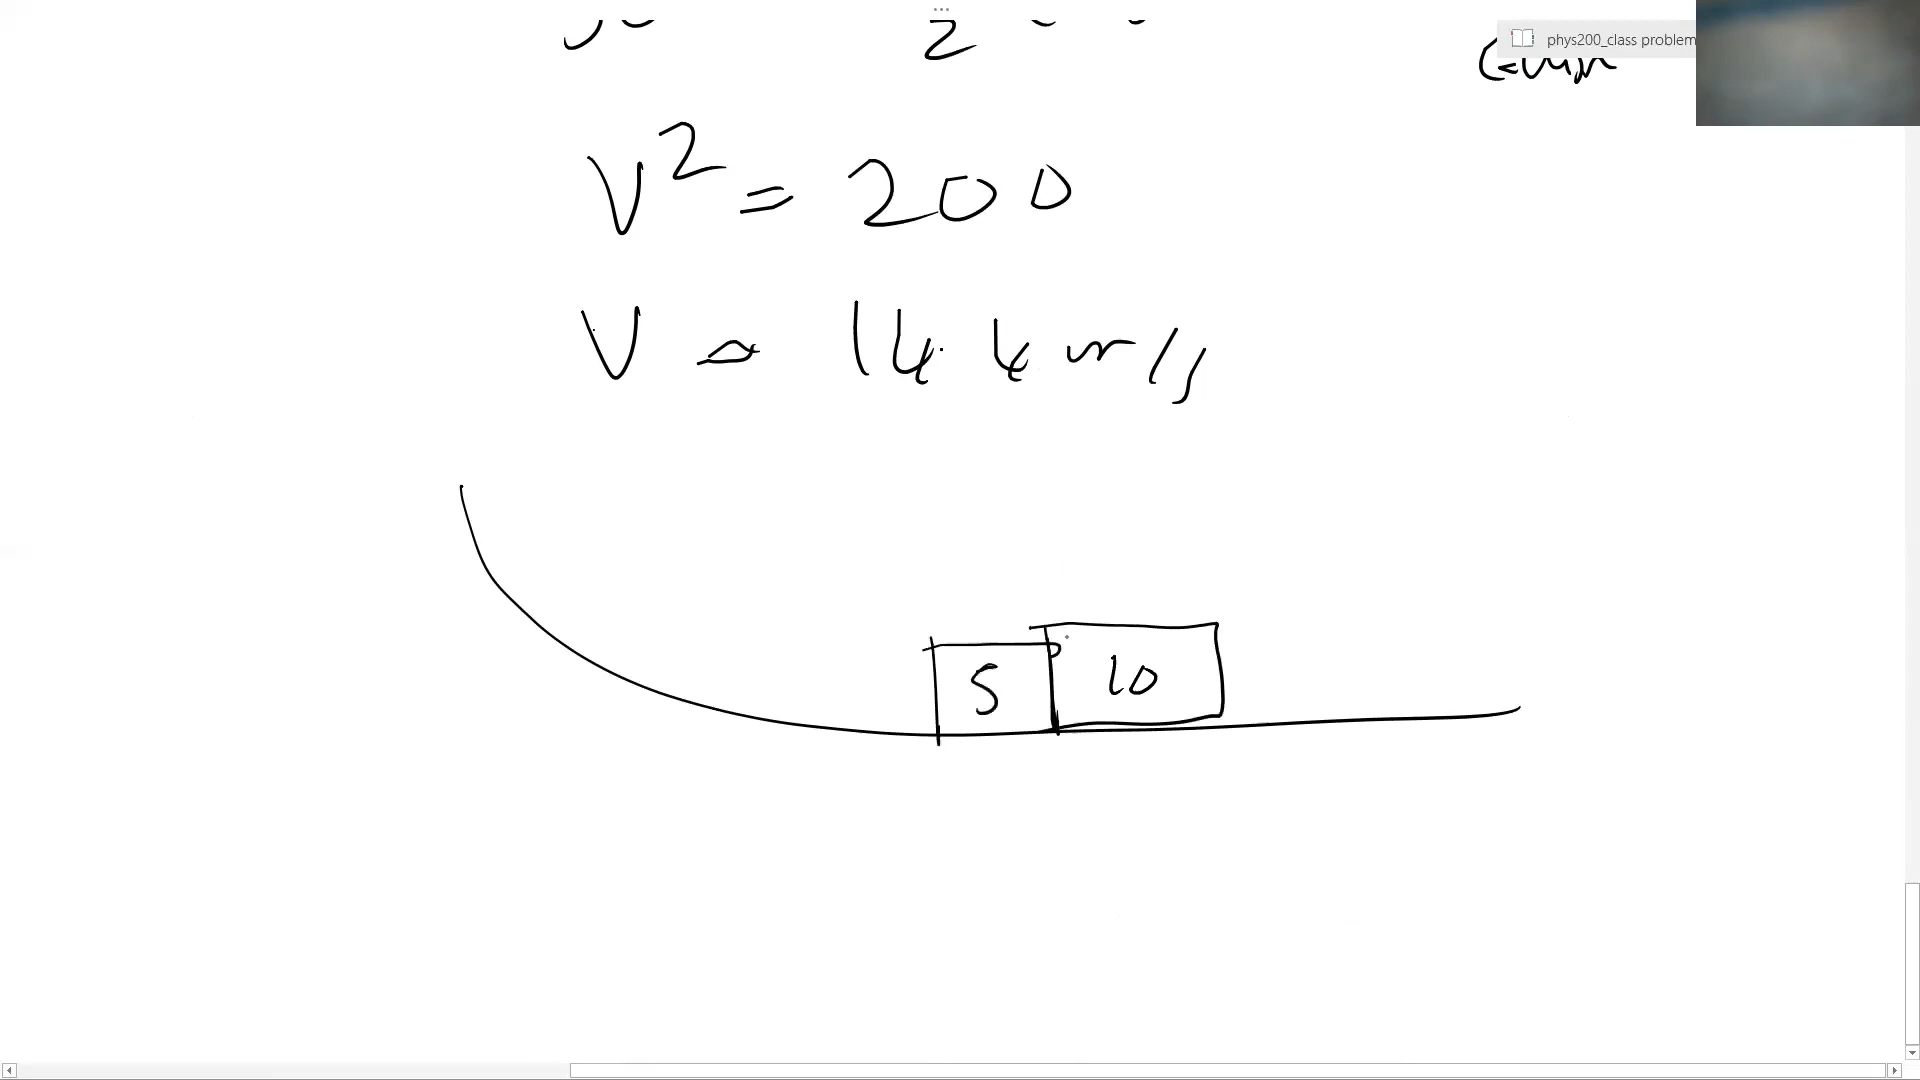 phys200_class problem
V² = 200
V ≈ 14.4 m/s
5
10